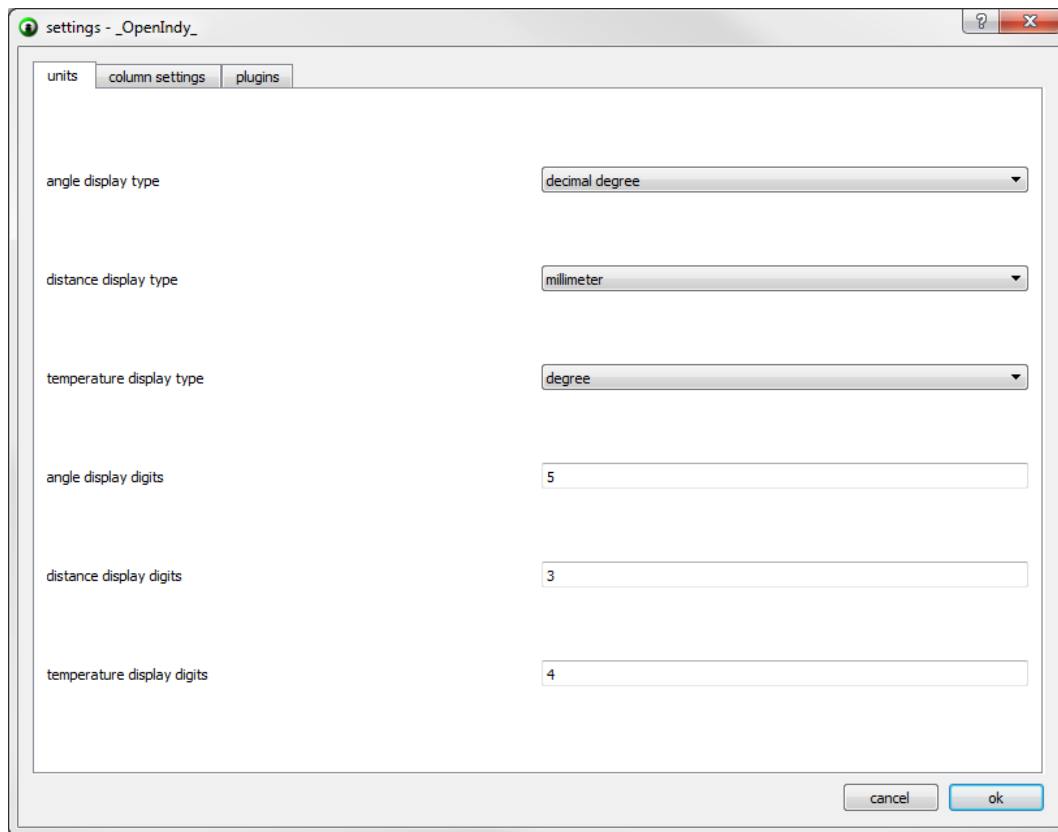 settings - _OpenIndy_
units column settings plugins
angle display type decimal degree
distance display type millimeter
temperature display type degree
angle display digits 5
distance display digits 3
temperature display digits 4
cancel ok